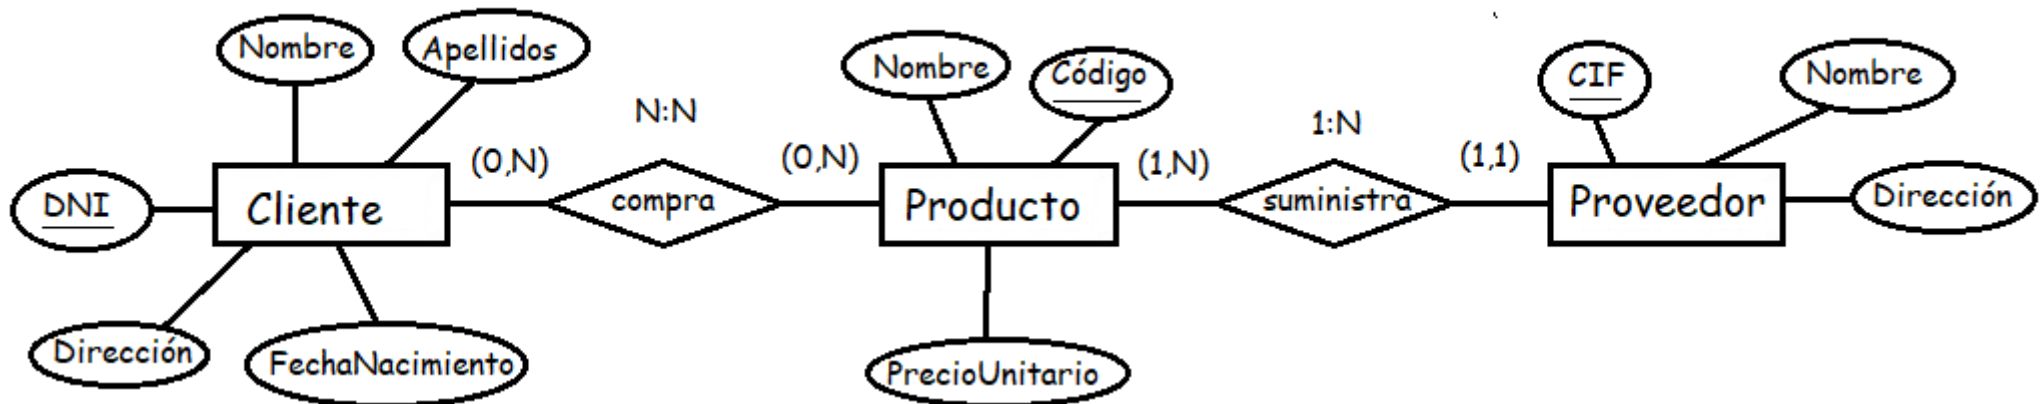 Nombre
Apellidos
DNI
Cliente
Dirección
FechaNacimiento
(0,N)
N:N
compra
(0,N)
Nombre
Código
Producto
PrecioUnitario
(1,N)
1:N
suministra
(1,1)
CIF
Nombre
Proveedor
Dirección